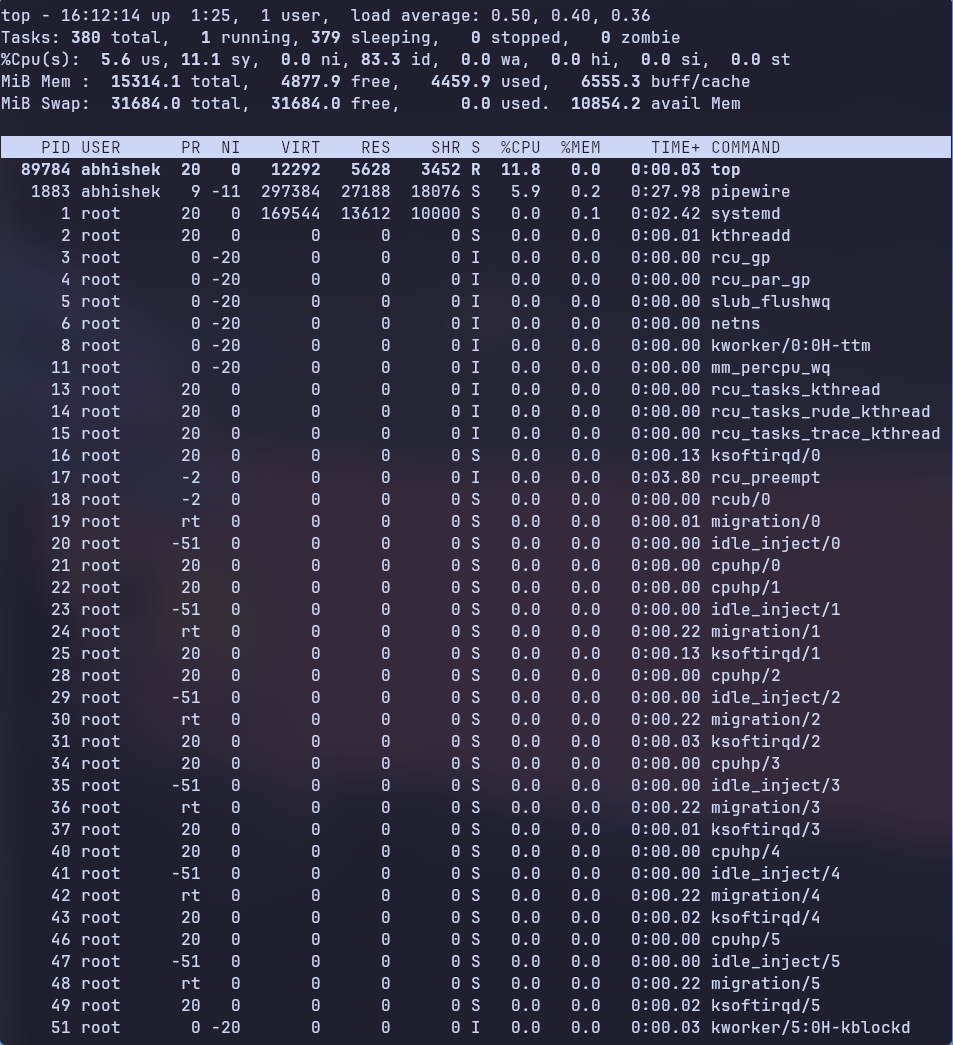 top - 16:12:14 up  1:25,  1 user,  load average: 0.50, 0.40, 0.36
Tasks: 380 total,   1 running, 379 sleeping,   0 stopped,   0 zombie
%Cpu(s):  5.6 us, 11.1 sy,  0.0 ni, 83.3 id,  0.0 wa,  0.0 hi,  0.0 si,  0.0 st
MiB Mem :  15314.1 total,   4877.9 free,   4459.9 used,   6555.3 buff/cache
MiB Swap:  31684.0 total,  31684.0 free,      0.0 used.  10854.2 avail Mem
    PID USER      PR  NI    VIRT    RES    SHR S  %CPU  %MEM     TIME+ COMMAND
  89784 abhishek  20   0   12292   5628   3452 R  11.8   0.0   0:00.03 top
   1883 abhishek   9 -11  297384  27188  18076 S   5.9   0.2   0:27.98 pipewire
      1 root      20   0  169544  13612  10000 S   0.0   0.1   0:02.42 systemd
      2 root      20   0       0      0      0 S   0.0   0.0   0:00.01 kthreadd
      3 root       0 -20       0      0      0 I   0.0   0.0   0:00.00 rcu_gp
      4 root       0 -20       0      0      0 I   0.0   0.0   0:00.00 rcu_par_gp
      5 root       0 -20       0      0      0 I   0.0   0.0   0:00.00 slub_flushwq
      6 root       0 -20       0      0      0 I   0.0   0.0   0:00.00 netns
      8 root       0 -20       0      0      0 I   0.0   0.0   0:00.00 kworker/0:0H-ttm
     11 root       0 -20       0      0      0 I   0.0   0.0   0:00.00 mm_percpu_wq
     13 root      20   0       0      0      0 I   0.0   0.0   0:00.00 rcu_tasks_kthread
     14 root      20   0       0      0      0 I   0.0   0.0   0:00.00 rcu_tasks_rude_kthread
     15 root      20   0       0      0      0 I   0.0   0.0   0:00.00 rcu_tasks_trace_kthread
     16 root      20   0       0      0      0 S   0.0   0.0   0:00.13 ksoftirqd/0
     17 root      -2   0       0      0      0 I   0.0   0.0   0:03.80 rcu_preempt
     18 root      -2   0       0      0      0 S   0.0   0.0   0:00.00 rcub/0
     19 root      rt   0       0      0      0 S   0.0   0.0   0:00.01 migration/0
     20 root     -51   0       0      0      0 S   0.0   0.0   0:00.00 idle_inject/0
     21 root      20   0       0      0      0 S   0.0   0.0   0:00.00 cpuhp/0
     22 root      20   0       0      0      0 S   0.0   0.0   0:00.00 cpuhp/1
     23 root     -51   0       0      0      0 S   0.0   0.0   0:00.00 idle_inject/1
     24 root      rt   0       0      0      0 S   0.0   0.0   0:00.22 migration/1
     25 root      20   0       0      0      0 S   0.0   0.0   0:00.13 ksoftirqd/1
     28 root      20   0       0      0      0 S   0.0   0.0   0:00.00 cpuhp/2
     29 root     -51   0       0      0      0 S   0.0   0.0   0:00.00 idle_inject/2
     30 root      rt   0       0      0      0 S   0.0   0.0   0:00.22 migration/2
     31 root      20   0       0      0      0 S   0.0   0.0   0:00.03 ksoftirqd/2
     34 root      20   0       0      0      0 S   0.0   0.0   0:00.00 cpuhp/3
     35 root     -51   0       0      0      0 S   0.0   0.0   0:00.00 idle_inject/3
     36 root      rt   0       0      0      0 S   0.0   0.0   0:00.22 migration/3
     37 root      20   0       0      0      0 S   0.0   0.0   0:00.01 ksoftirqd/3
     40 root      20   0       0      0      0 S   0.0   0.0   0:00.00 cpuhp/4
     41 root     -51   0       0      0      0 S   0.0   0.0   0:00.00 idle_inject/4
     42 root      rt   0       0      0      0 S   0.0   0.0   0:00.22 migration/4
     43 root      20   0       0      0      0 S   0.0   0.0   0:00.02 ksoftirqd/4
     46 root      20   0       0      0      0 S   0.0   0.0   0:00.00 cpuhp/5
     47 root     -51   0       0      0      0 S   0.0   0.0   0:00.00 idle_inject/5
     48 root      rt   0       0      0      0 S   0.0   0.0   0:00.22 migration/5
     49 root      20   0       0      0      0 S   0.0   0.0   0:00.02 ksoftirqd/5
     51 root       0 -20       0      0      0 I   0.0   0.0   0:00.03 kworker/5:0H-kblockd